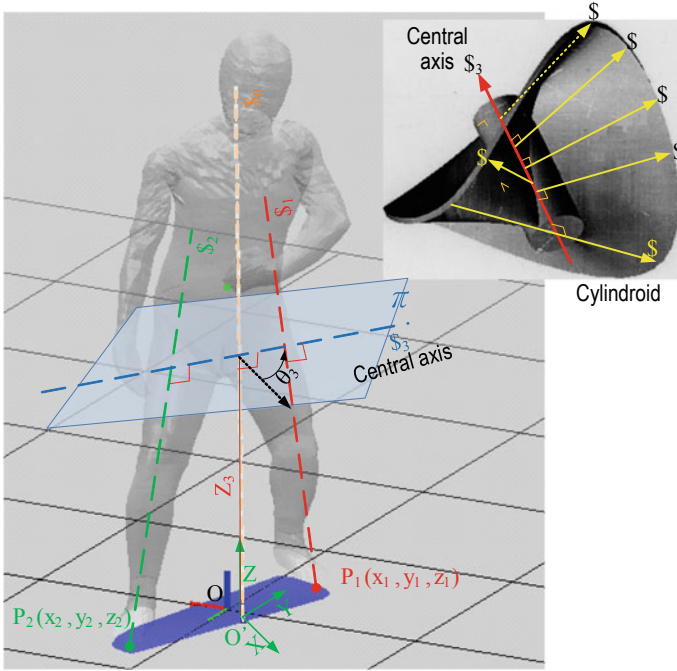 Central
axis
$3
$
$
$
$
$
$
Cylindroid
$n
$1
$2
π
$3
Central axis
θ3
Z3
P1(x1, y1, z1)
Z
O
Y
P2(x2, y2, z2)
O'
X